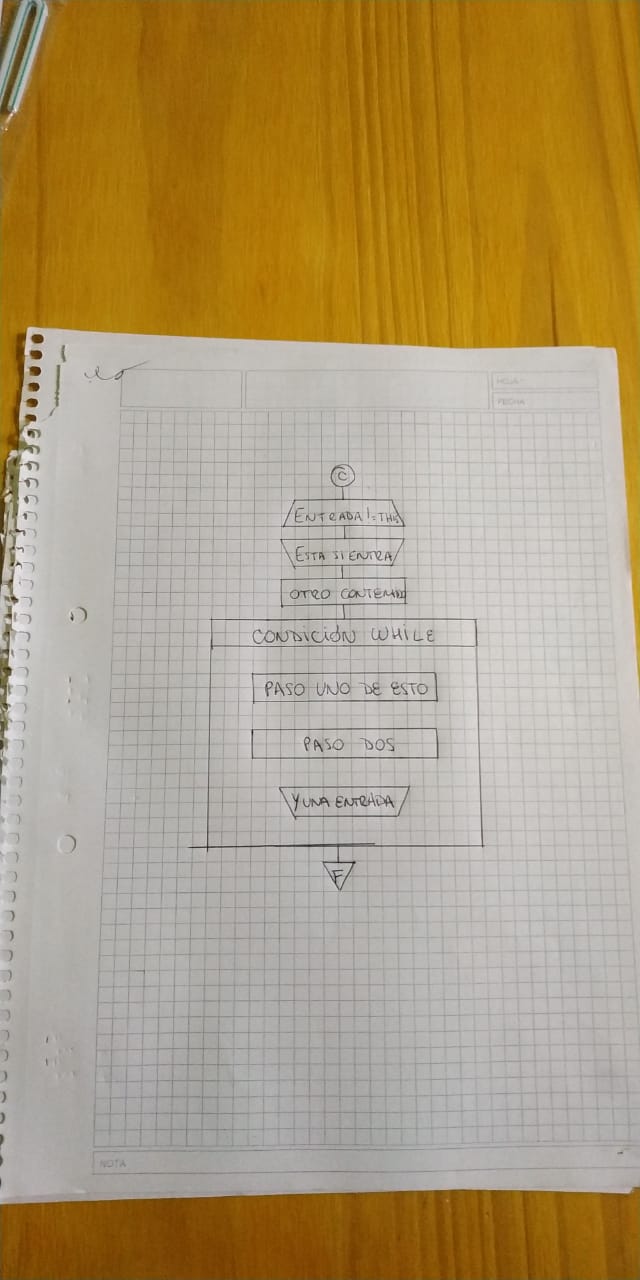 HOJA
FECHA
C
ENTRADA != THIS
ESTA SI ENTRA
OTRO CONTENIDO
CONDICIÓN WHILE
PASO UNO DE ESTO
PASO DOS
Y UNA ENTRADA
F
NOTA